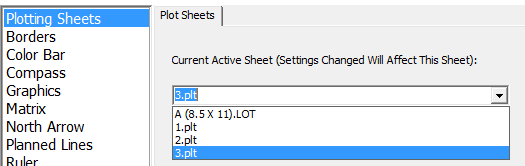 Plotting Sheets
Borders
Color Bar
Compass
Graphics
Matrix
North Arrow
Planned Lines
Ruler
Plot Sheets
Current Active Sheet (Settings Changed Will Affect This Sheet):
3.plt
A (8.5 X 11).LOT
1.plt
2.plt
3.plt